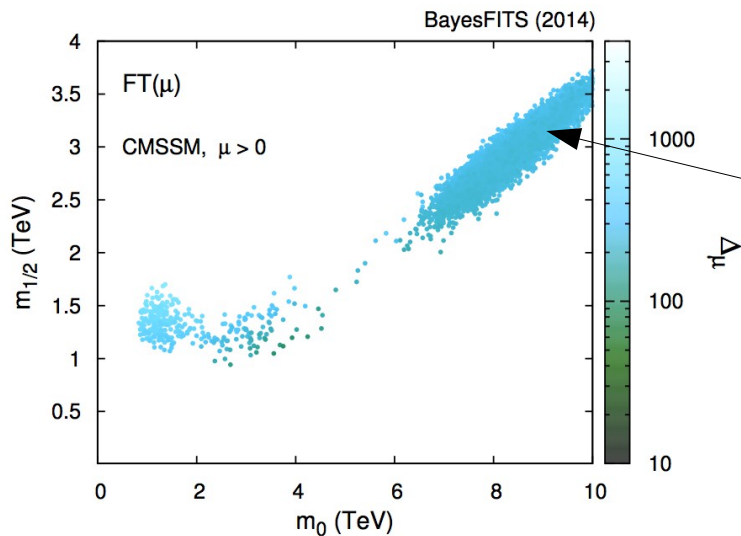 BayesFITS (2014)
4
3.5
3
2.5
2
1.5
1
0.5
m1/2 (TeV)
FT(μ)
CMSSM, μ > 0
0
2
4
6
8
10
m0 (TeV)
1000
100
10
Δμ